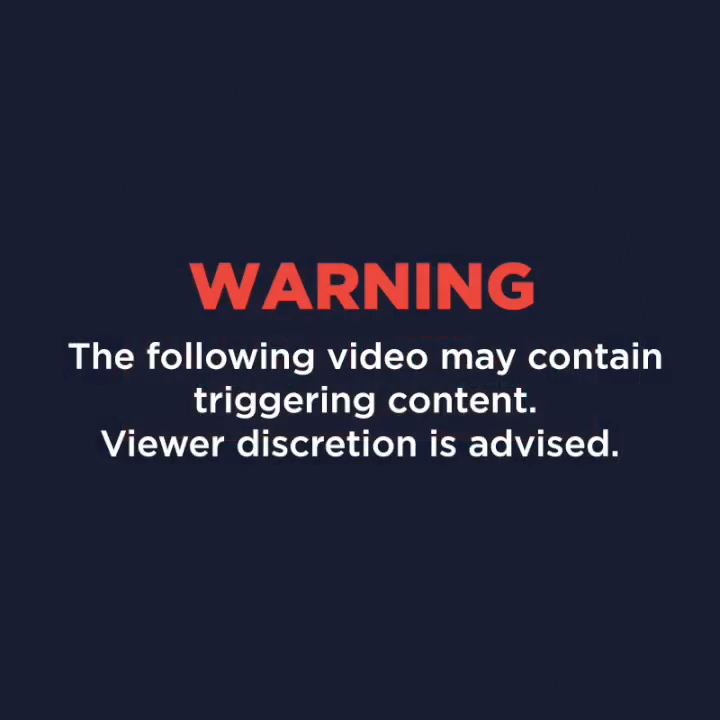 WARNING
The following video may contain
triggering content.
Viewer discretion is advised.